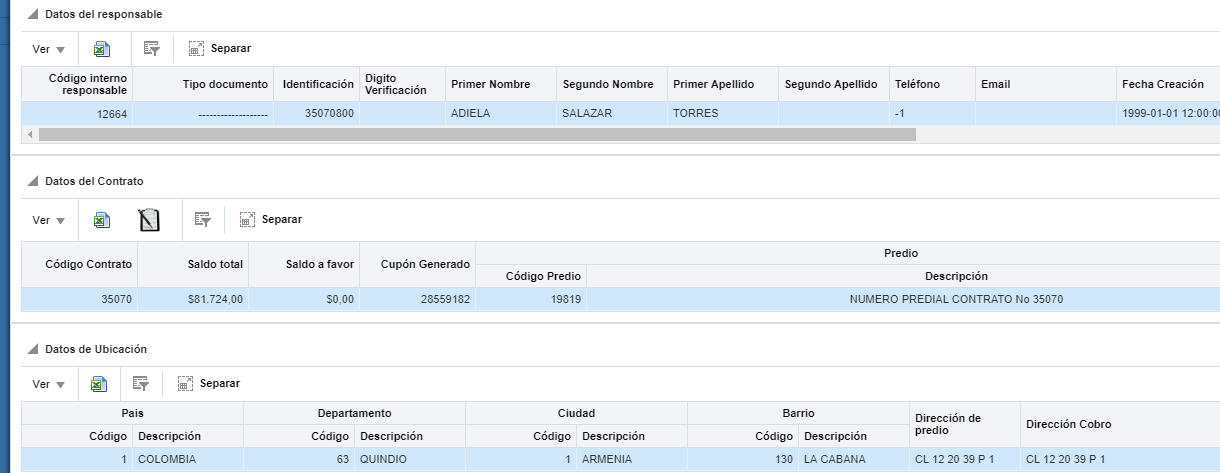 Datos del responsable
Ver Separar
Código interno responsable Tipo documento Identificación Digito Verificación Primer Nombre Segundo Nombre Primer Apellido Segundo Apellido Teléfono Email Fecha Creación
12664 ------------------- 35070800 ADIELA SALAZAR TORRES -1 1999-01-01 12:00:00
Datos del Contrato
Ver Separar
Código Contrato Saldo total Saldo a favor Cupón Generado Predio
Código Predio Descripción
35070 $81.724,00 $0,00 28559182 19819 NUMERO PREDIAL CONTRATO No 35070
Datos de Ubicación
Ver Separar
Pais Departamento Ciudad Barrio Dirección de predio Dirección Cobro
Código Descripción Código Descripción Código Descripción Código Descripción
1 COLOMBIA 63 QUINDIO 1 ARMENIA 130 LA CABANA CL 12 20 39 P 1 CL 12 20 39 P 1